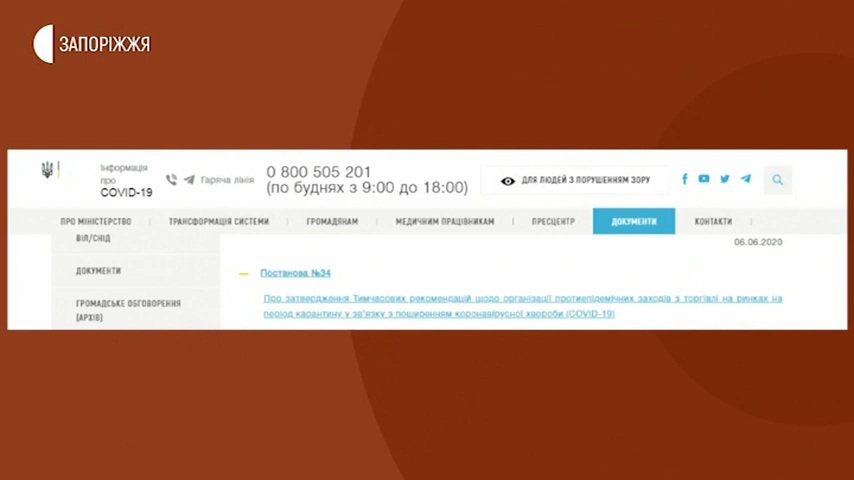 ЗАПОРІЖЖЯ
Інформація
про
COVID-19
Гаряча лінія
0 800 505 201
(по буднях з 9:00 до 18:00)
ДЛЯ ЛЮДЕЙ З ПОРУШЕННЯМ ЗОРУ
ПРО МІНІСТЕРСТВО
ТРАНСФОРМАЦІЯ СИСТЕМИ
ГРОМАДЯНАМ
МЕДИЧНИМ ПРАЦІВНИКАМ
ПРЕСЦЕНТР
ДОКУМЕНТИ
КОНТАКТИ
ВІЛ/СНІД
ДОКУМЕНТИ
ГРОМАДСЬКЕ ОБГОВОРЕННЯ
(АРХІВ)
06.06.2020
Постанова №34
Про затвердження Тимчасових рекомендацій щодо організації протиепідемічних заходів з торгівлі на ринках на
період карантину у зв'язку з поширенням коронавірусної хвороби (COVID-19)